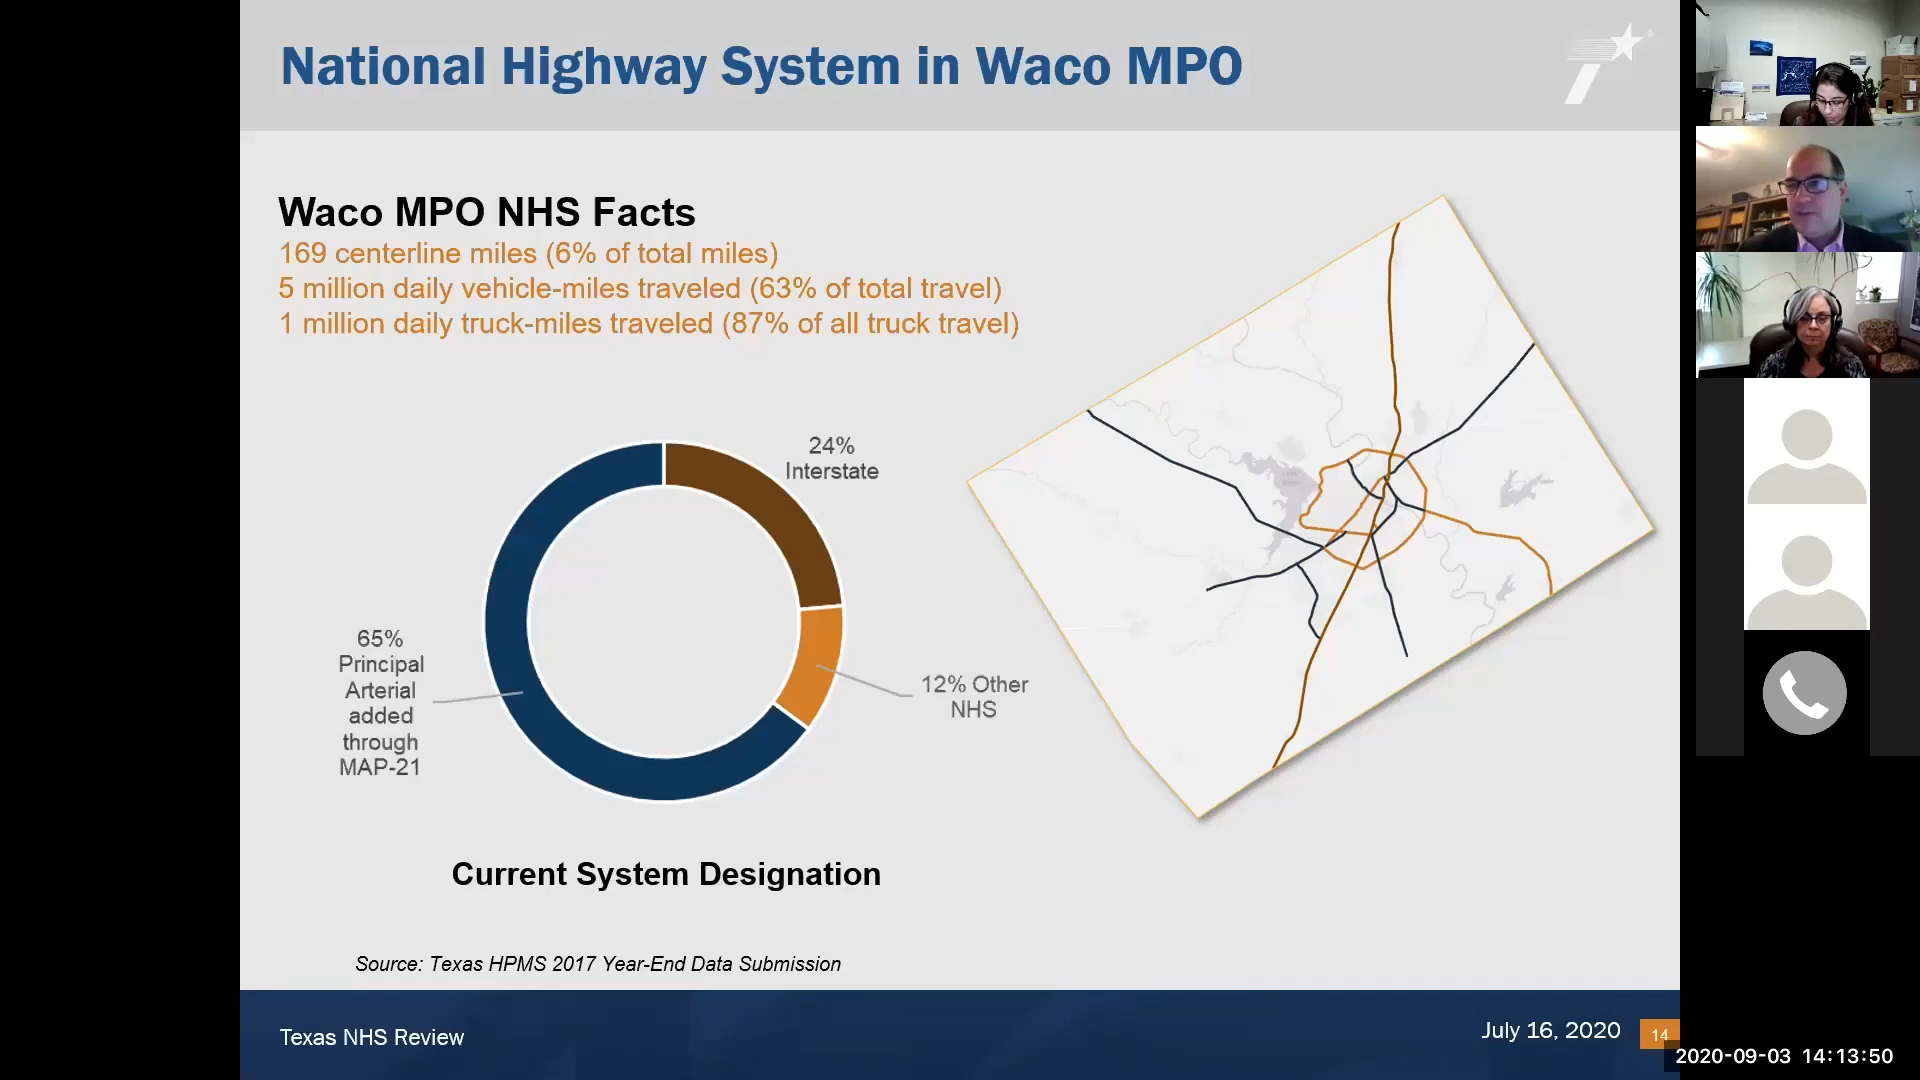 National Highway System in Waco MPO
Waco MPO NHS Facts
169 centerline miles (6% of total miles)
5 million daily vehicle-miles traveled (63% of total travel)
1 million daily truck-miles traveled (87% of all truck travel)
24%
Interstate
65%
Principal
Arterial
added
through
MAP-21
12% Other
NHS
Current System Designation
Source: Texas HPMS 2017 Year-End Data Submission
Texas NHS Review
July 16, 2020
14
2020-09-03 14:13:50